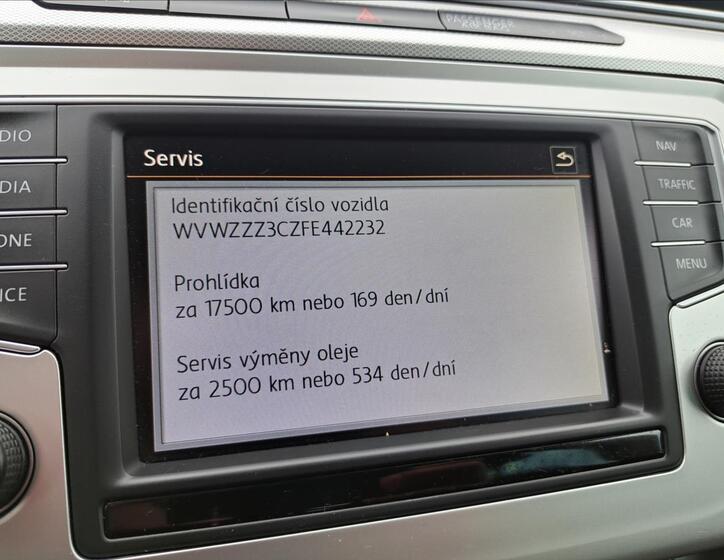 PASSENGER
Servis
DIO
DIA
ONE
ICE
Identifikační číslo vozidla
WVWZZZ3CZFE442232
Prohlídka
za 17500 km nebo 169 den/dní
Servis výměny oleje
za 2500 km nebo 534 den/dní
NAV
TRAFFIC
CAR
MENU